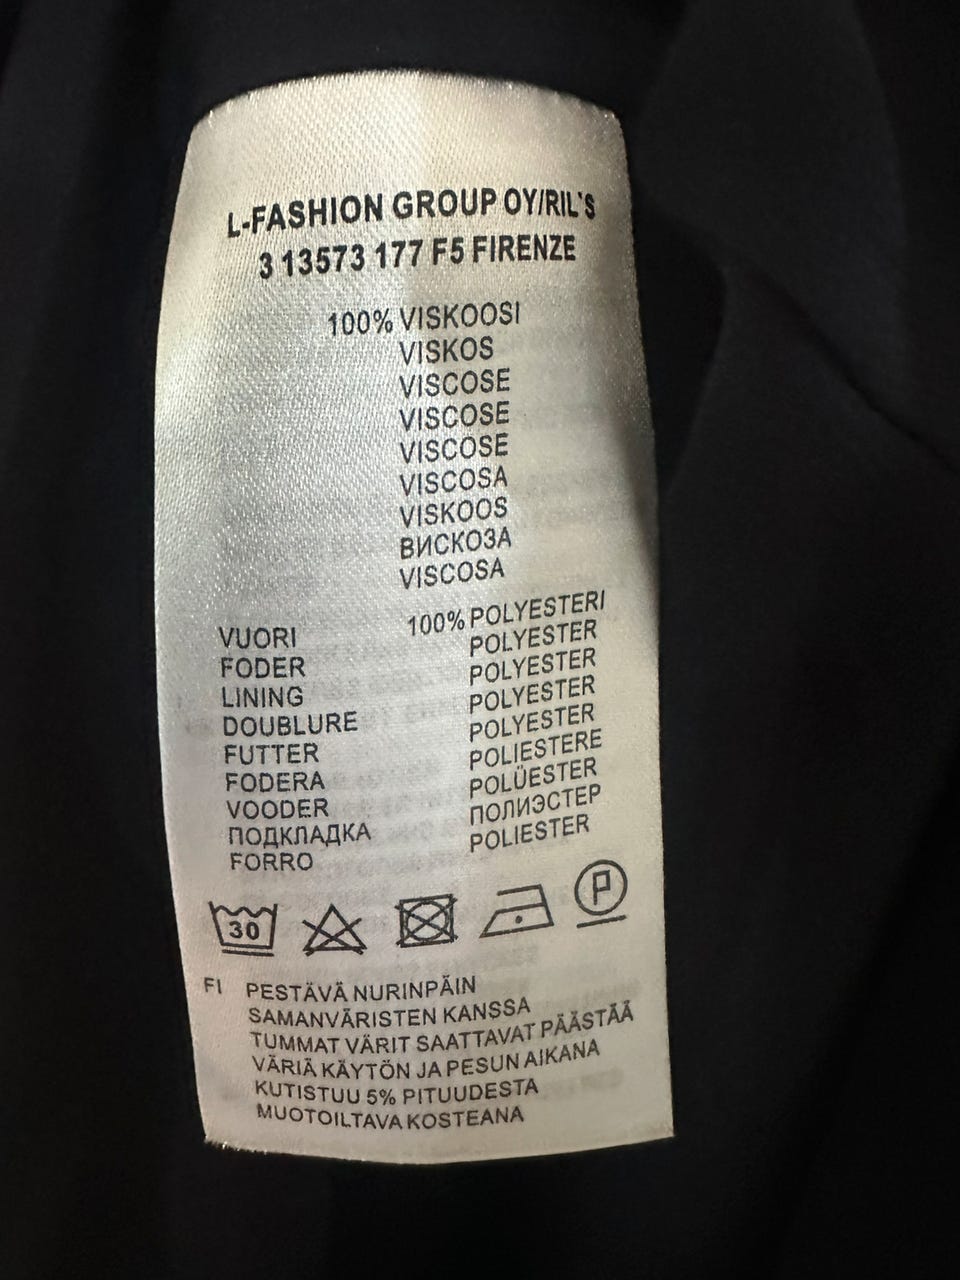 L-FASHION GROUP OY/RIL'S
3 13573 177 F5 FIRENZE
100% VISKOOSI
VISKOS
VISCOSE
VISCOSE
VISCOSE
VISCOSA
VISKOOS
ВИСКОЗА
VISCOSA
VUORI 100% POLYESTERI
FODER POLYESTER
LINING POLYESTER
DOUBLURE POLYESTER
FUTTER POLYESTER
FODERA POLIESTERE
VOODER POLÜESTER
ПОДКЛАДКА ПОЛИЭСТЕР
FORRO POLIESTER
30 P
FI PESTÄVÄ NURINPÄIN
SAMANVÄRISTEN KANSSA
TUMMAT VÄRIT SAATTAVAT PÄÄSTÄÄ
VÄRIÄ KÄYTÖN JA PESUN AIKANA
KUTISTUU 5% PITUUDESTA
MUOTOILTAVA KOSTEANA